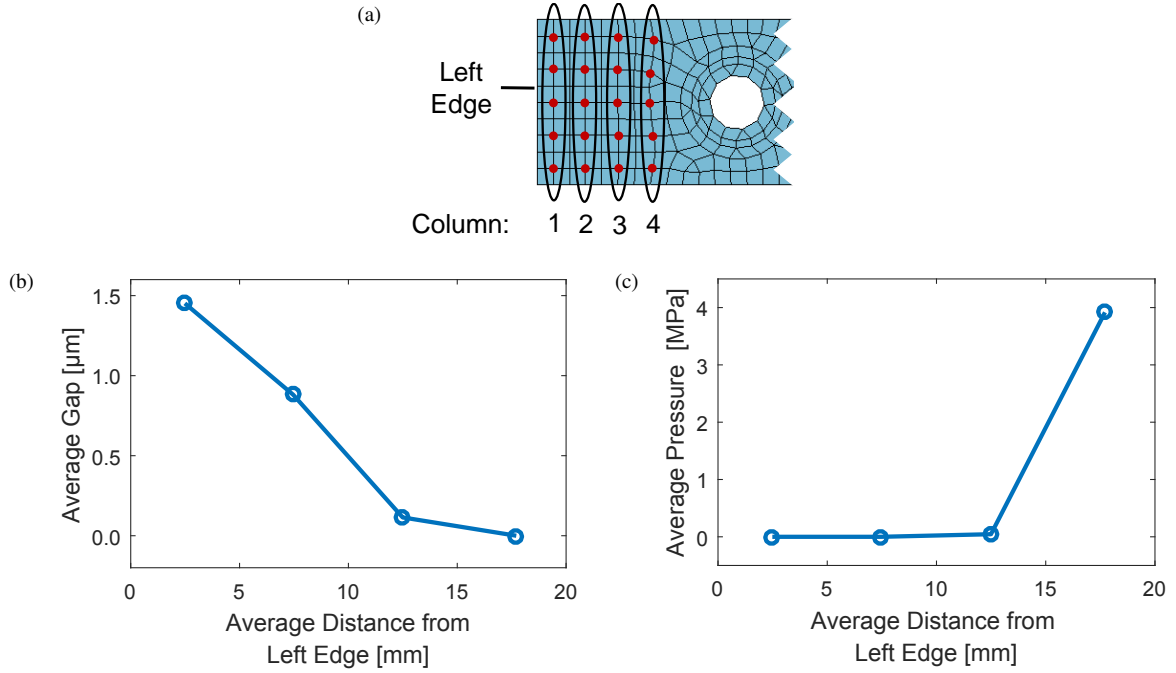 (a)
Left
Edge
Column: 1 2 3 4
(b)
1.5
1.0
0.5
0.0
Average Gap [μm]
0 5 10 15 20
Average Distance from
Left Edge [mm]
(c)
4
3
2
1
0
Average Pressure [MPa]
0 5 10 15 20
Average Distance from
Left Edge [mm]